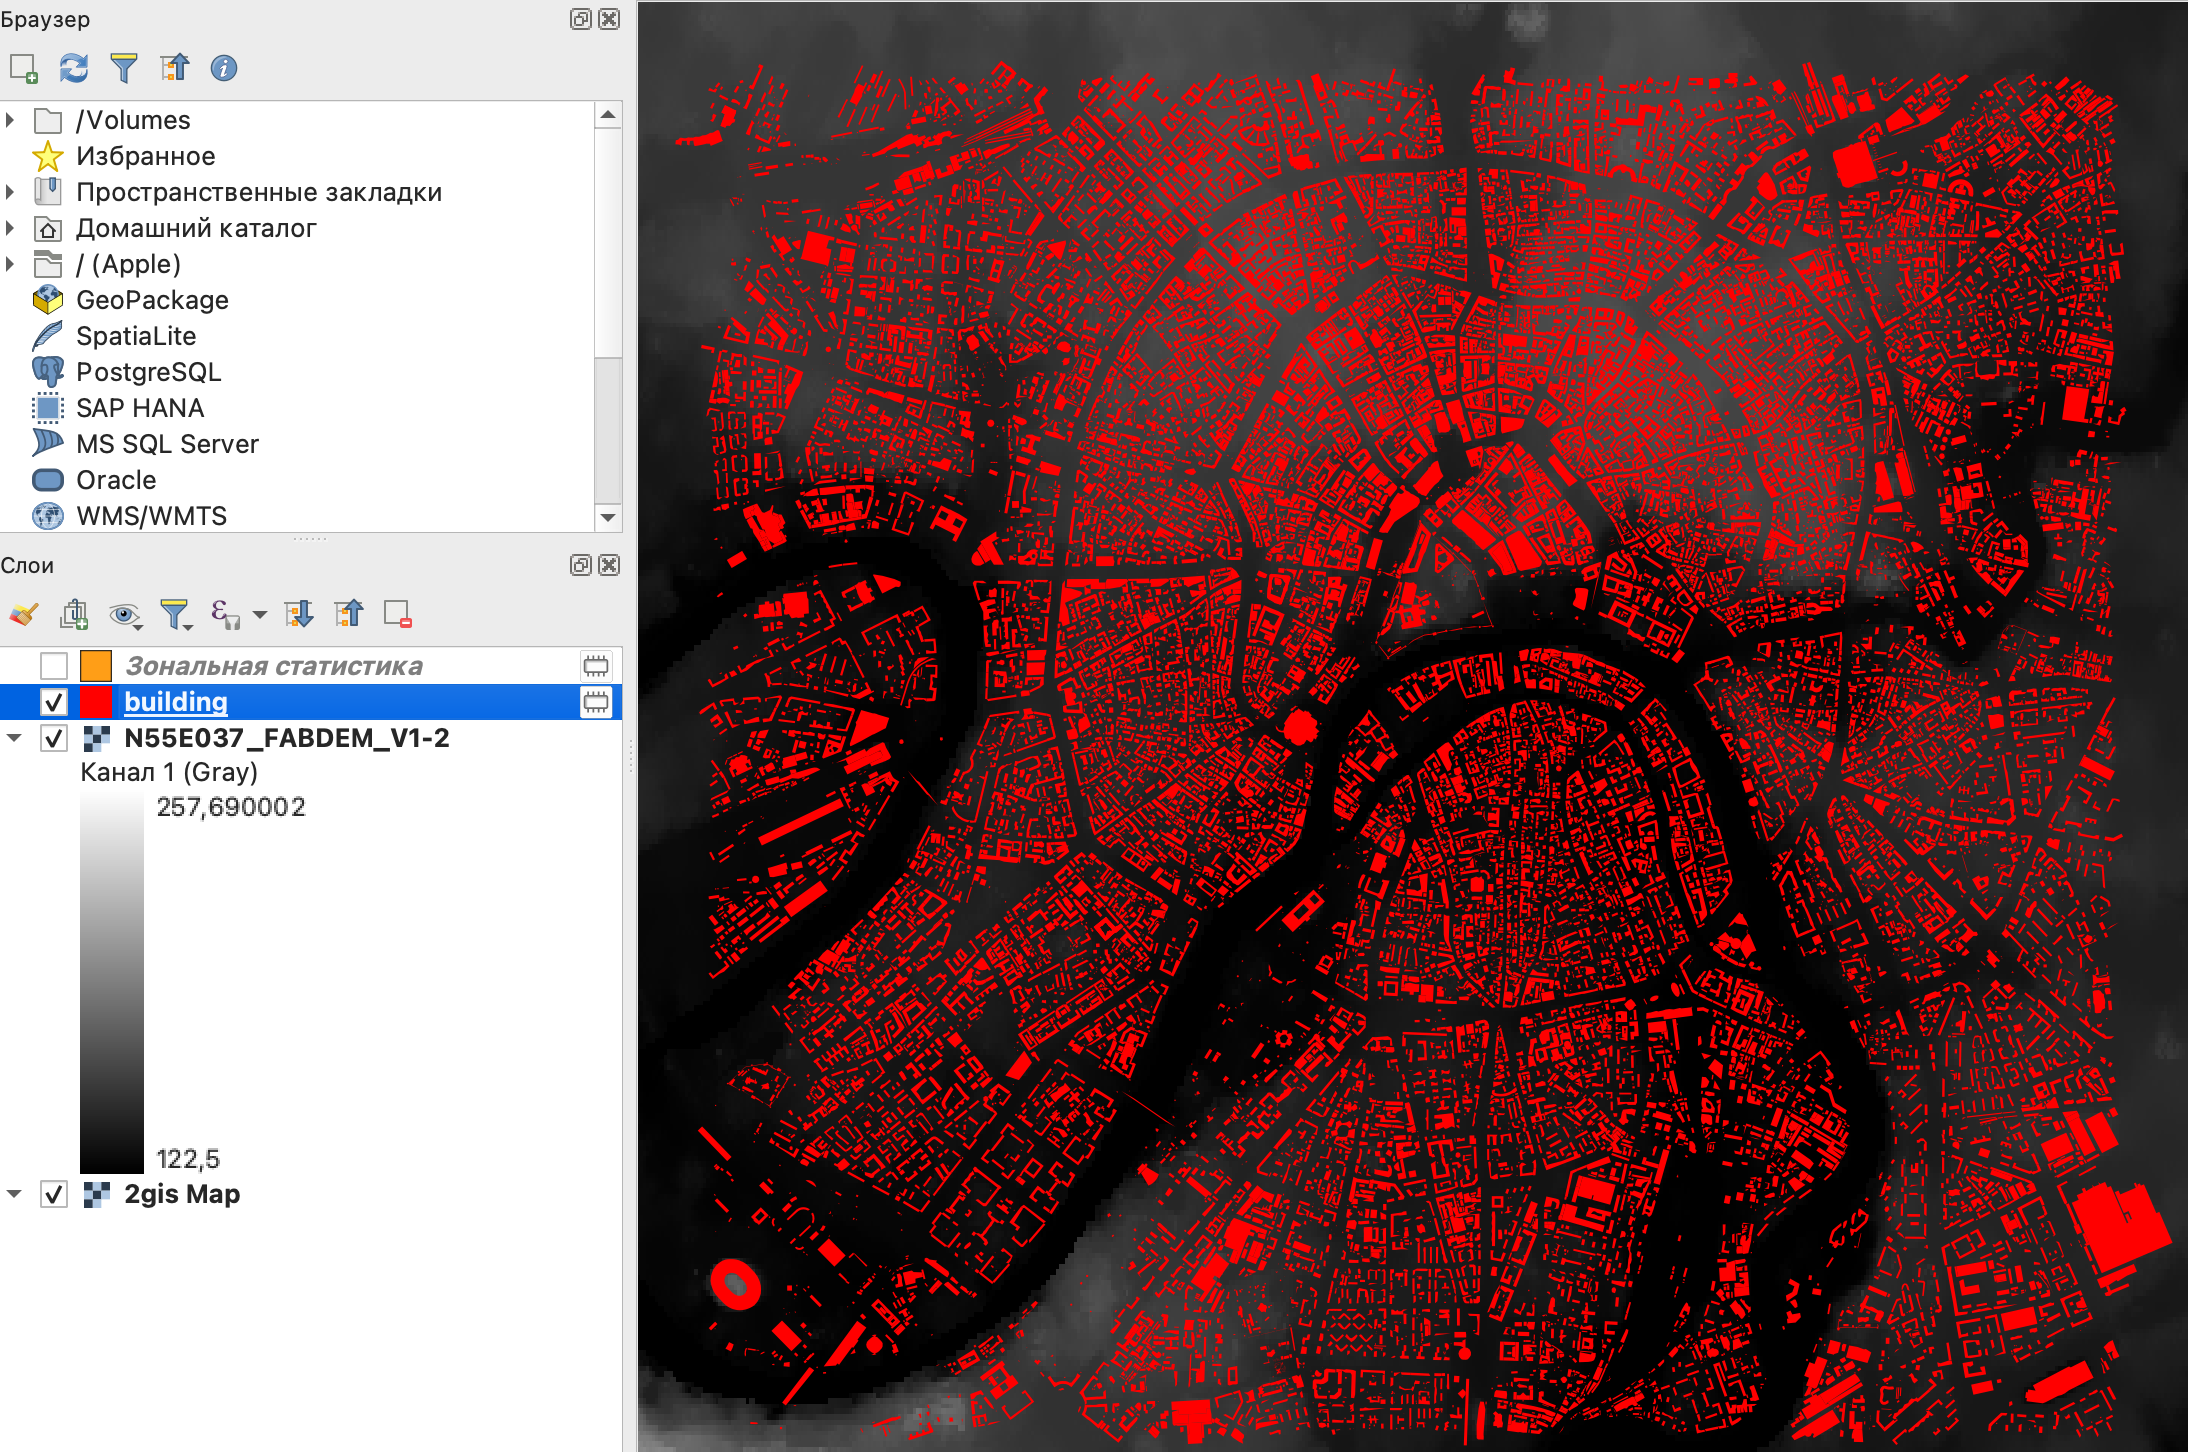 Браузер
/Volumes
Избранное
Пространственные закладки
Домашний каталог
/ (Apple)
GeoPackage
SpatiaLite
PostgreSQL
SAP HANA
MS SQL Server
Oracle
WMS/WMTS
Слои
Зональная статистика
building
N55E037_FABDEM_V1-2
Канал 1 (Gray)
257,690002
122,5
2gis Map